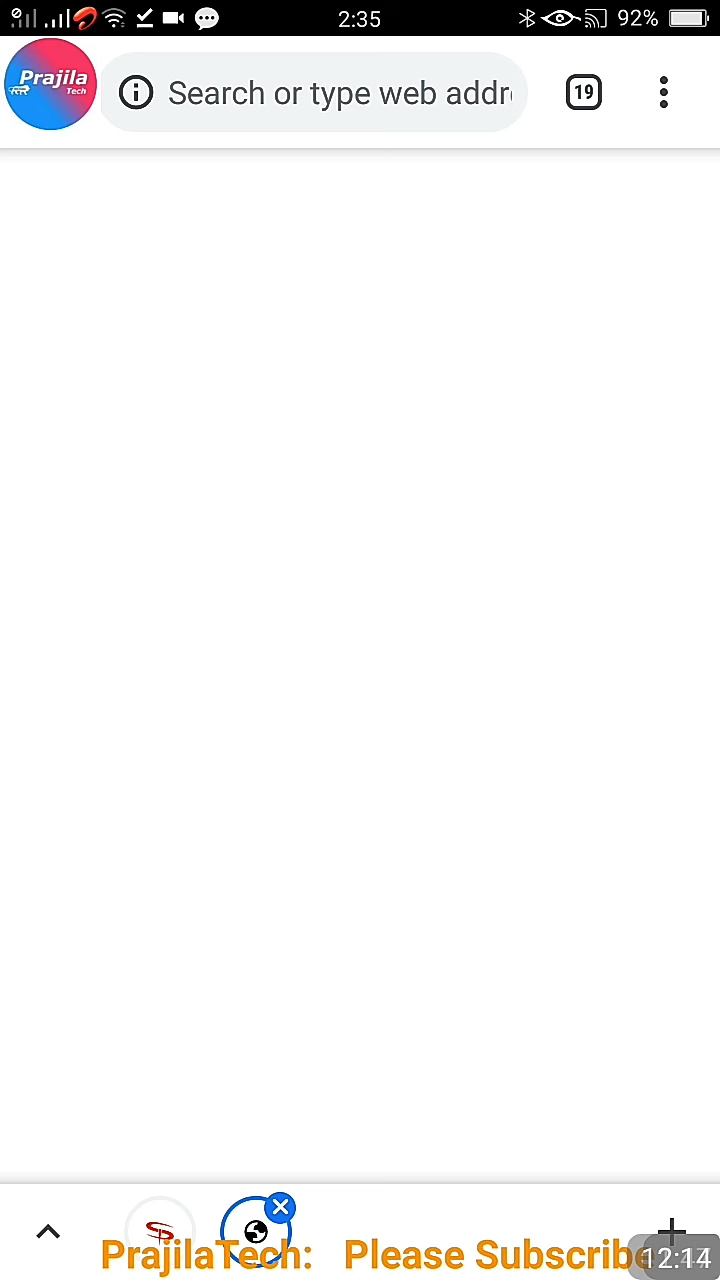 2:35
92%
Prajila
Tech
Search or type web addr
19
PrajilaTech: Please Subscribe
12:14